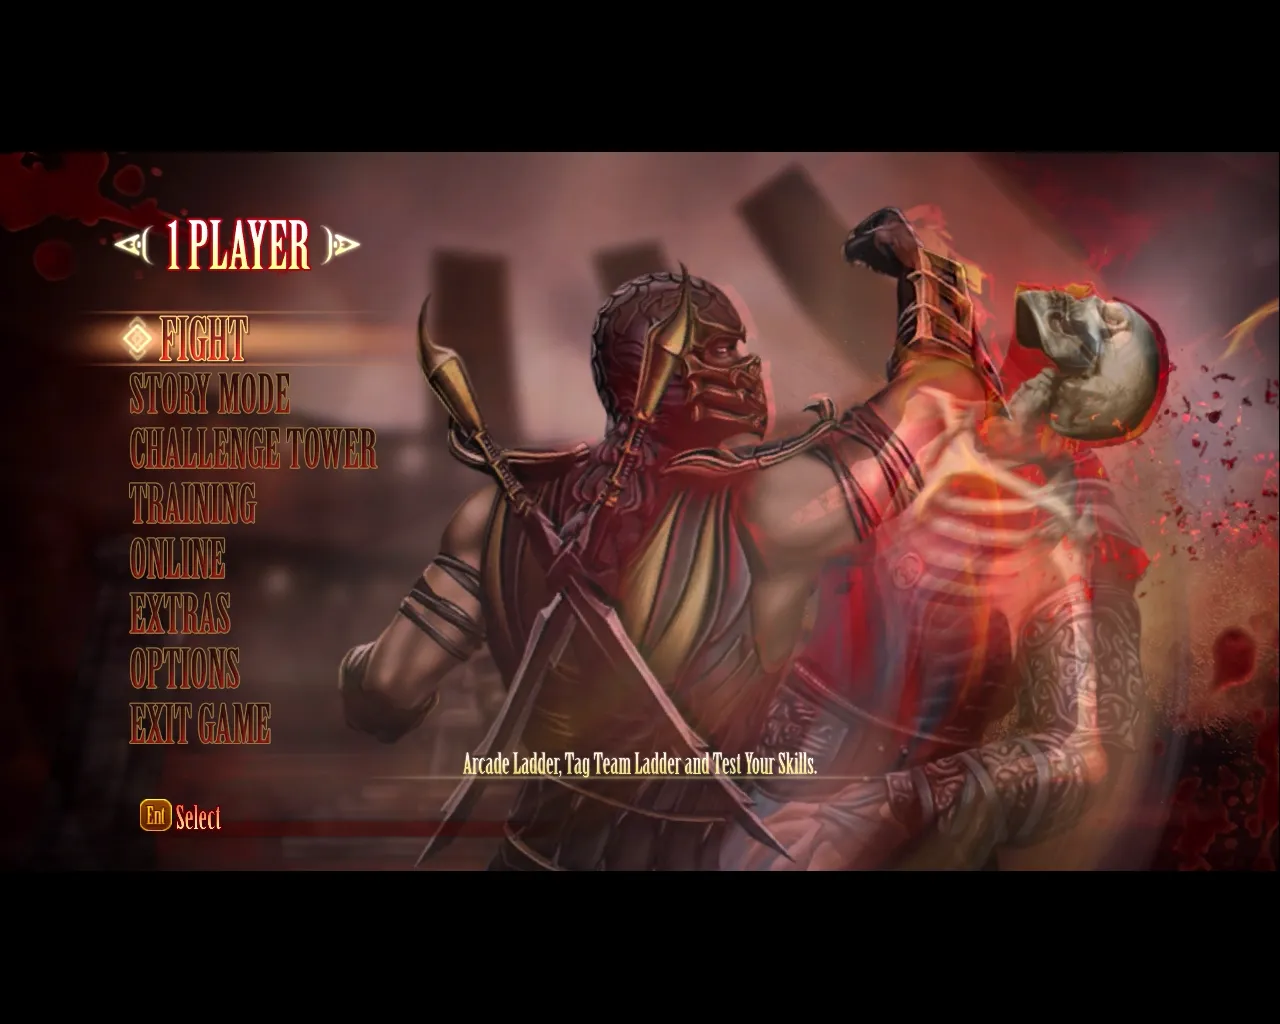 1 PLAYER
FIGHT
STORY MODE
CHALLENGE TOWER
TRAINING
ONLINE
EXTRAS
OPTIONS
EXIT GAME
Arcade Ladder, Tag Team Ladder and Test Your Skills.
Ent Select